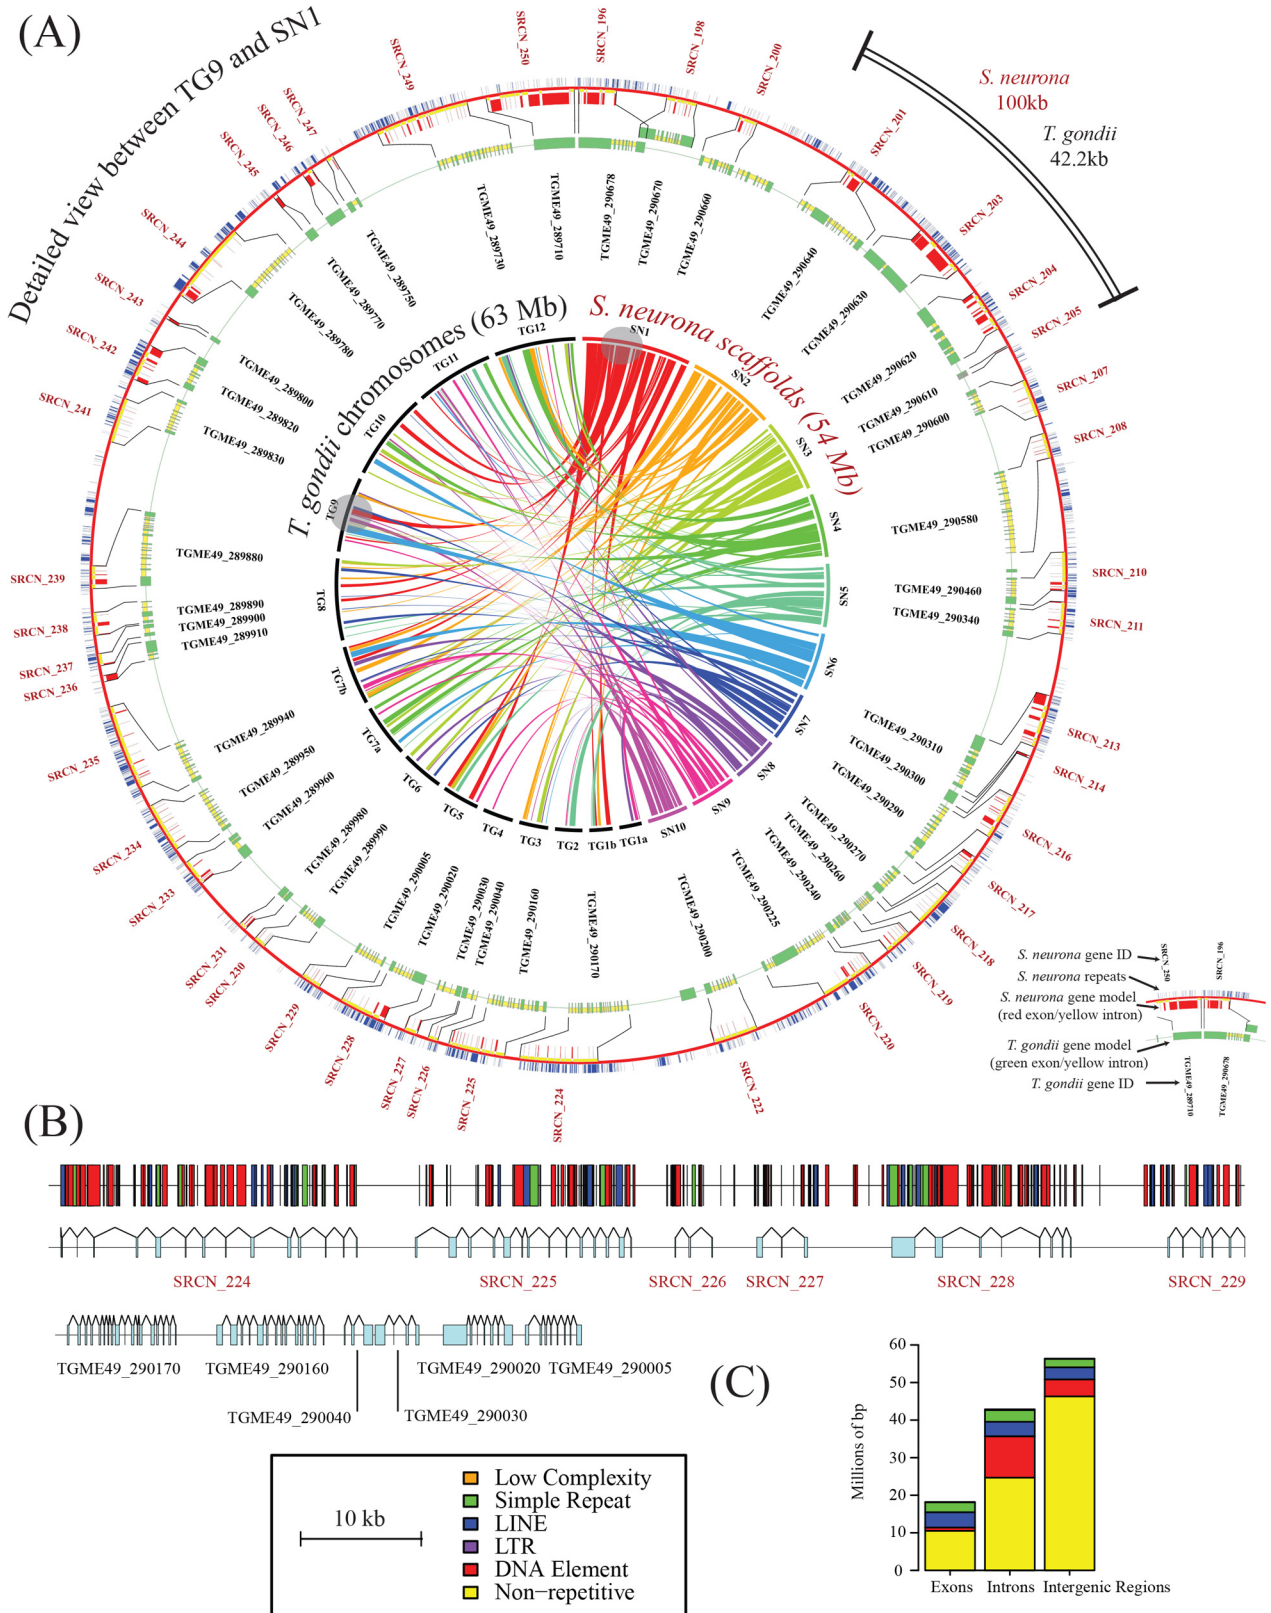 (A)
Detailed view between TG9 and SN1
S. neurona
100kb
T. gondii
42.2kb
SRCN_196
SRCN_198
SRCN_200
SRCN_201
SRCN_203
SRCN_204
SRCN_205
SRCN_207
SRCN_208
SRCN_210
SRCN_211
SRCN_213
SRCN_214
SRCN_216
SRCN_217
SRCN_218
SRCN_219
SRCN_220
SRCN_222
SRCN_224
SRCN_225
SRCN_226
SRCN_227
SRCN_228
SRCN_229
SRCN_230
SRCN_231
SRCN_233
SRCN_234
SRCN_235
SRCN_236
SRCN_237
SRCN_238
SRCN_239
SRCN_241
SRCN_242
SRCN_243
SRCN_244
SRCN_245
SRCN_246
SRCN_247
SRCN_249
SRCN_250
TGME49_290678
TGME49_290670
TGME49_290660
TGME49_290640
TGME49_290630
TGME49_290620
TGME49_290610
TGME49_290600
TGME49_290580
TGME49_290460
TGME49_290340
TGME49_290310
TGME49_290300
TGME49_290290
TGME49_290270
TGME49_290260
TGME49_290240
TGME49_290225
TGME49_290200
TGME49_290170
TGME49_290160
TGME49_290040
TGME49_290030
TGME49_290020
TGME49_290005
TGME49_289990
TGME49_289980
TGME49_289960
TGME49_289950
TGME49_289940
TGME49_289910
TGME49_289900
TGME49_289890
TGME49_289880
TGME49_289830
TGME49_289820
TGME49_289800
TGME49_289780
TGME49_289770
TGME49_289750
TGME49_289730
TGME49_289710
T. gondii chromosomes (63 Mb)
S. neurona scaffolds (54 Mb)
SN1
SN2
SN3
SN4
SN5
SN6
SN7
SN8
SN9
SN10
TG1a
TG1b
TG2
TG3
TG4
TG5
TG6
TG7a
TG7b
TG8
TG9
TG10
TG11
TG12
S. neurona gene ID
S. neurona repeats
S. neurona gene model
(red exon/yellow intron)
T. gondii gene model
(green exon/yellow intron)
T. gondii gene ID
SRCN_250
SRCN_196
TGME49_289710
TGME49_290678
(B)
SRCN_224
SRCN_225
SRCN_226
SRCN_227
SRCN_228
SRCN_229
TGME49_290170
TGME49_290160
TGME49_290020
TGME49_290005
TGME49_290040
TGME49_290030
10 kb
Low Complexity
Simple Repeat
LINE
LTR
DNA Element
Non−repetitive
(C)
Millions of bp
60
50
40
30
20
10
0
Exons
Introns
Intergenic Regions